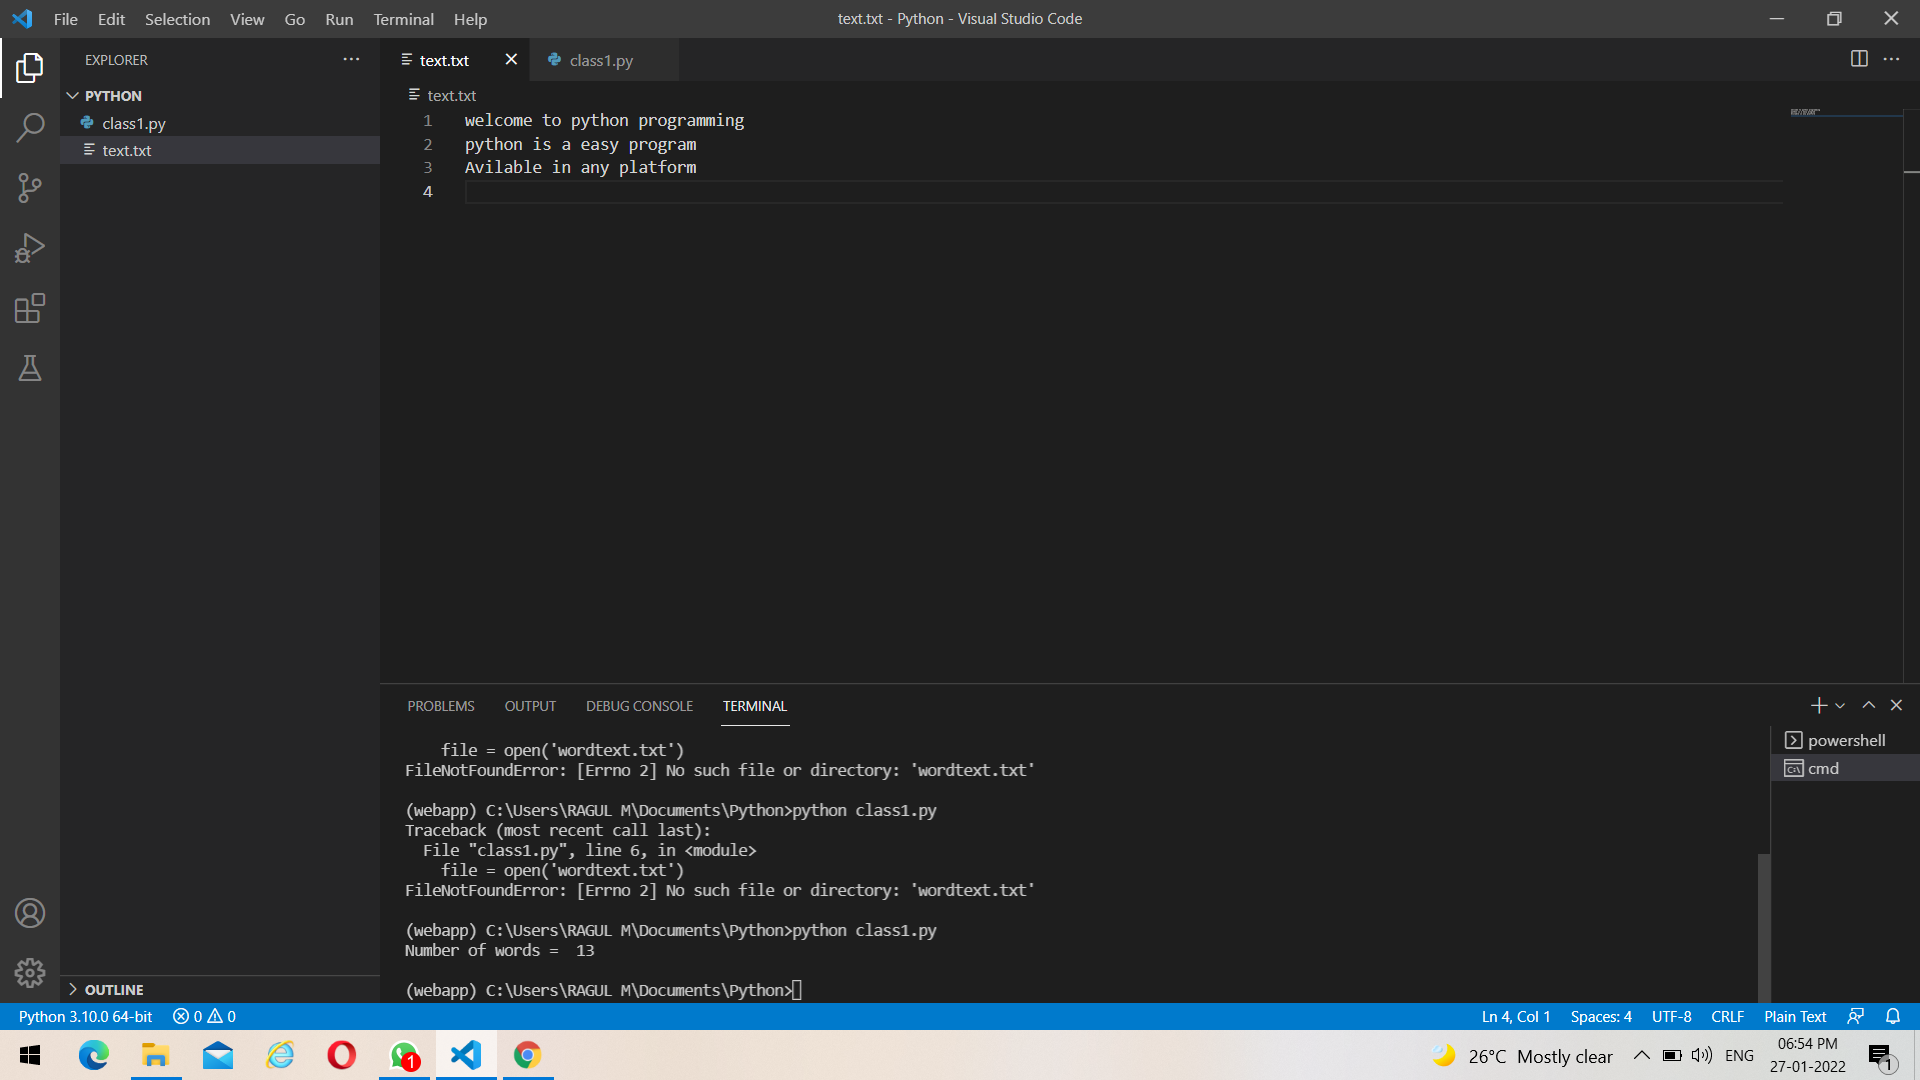 File Edit Selection View Go Run Terminal Help
text.txt - Python - Visual Studio Code
EXPLORER
PYTHON
class1.py
text.txt
OUTLINE
text.txt
class1.py
text.txt
1 welcome to python programming
2 python is a easy program
3 Avilable in any platform
4
PROBLEMS OUTPUT DEBUG CONSOLE TERMINAL
file = open('wordtext.txt')
FileNotFoundError: [Errno 2] No such file or directory: 'wordtext.txt'
(webapp) C:\Users\RAGUL M\Documents\Python>python class1.py
Traceback (most recent call last):
File "class1.py", line 6, in <module>
file = open('wordtext.txt')
FileNotFoundError: [Errno 2] No such file or directory: 'wordtext.txt'
(webapp) C:\Users\RAGUL M\Documents\Python>python class1.py
Number of words =  13
(webapp) C:\Users\RAGUL M\Documents\Python>
powershell
cmd
Python 3.10.0 64-bit 0 0 Ln 4, Col 1 Spaces: 4 UTF-8 CRLF Plain Text
1
26°C Mostly clear
ENG
06:54 PM
27-01-2022
1